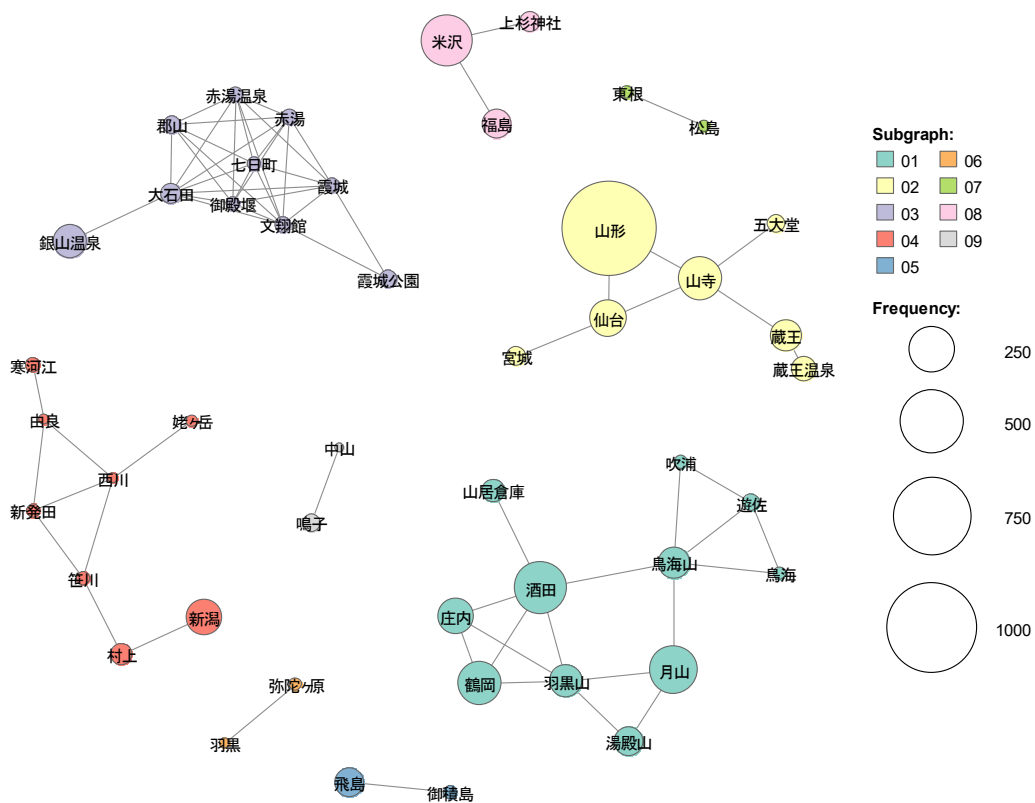 上杉神社
米沢
福島
東根
松島
赤湯温泉
赤湯
郡山
七日町
霞城
大石田
御殿堰
文翔館
銀山温泉
霞城公園
山形
五大堂
山寺
仙台
蔵王
宮城
蔵王温泉
寒河江
由良
姥ヶ岳
西川
新発田
笹川
新潟
村上
中山
鳴子
吹浦
山居倉庫
遊佐
鳥海山
鳥海
酒田
庄内
鶴岡
羽黒山
月山
湯殿山
弥陀ヶ原
羽黒
飛島
御積島
Subgraph:
01 06
02 07
03 08
04 09
05
Frequency:
250
500
750
1000